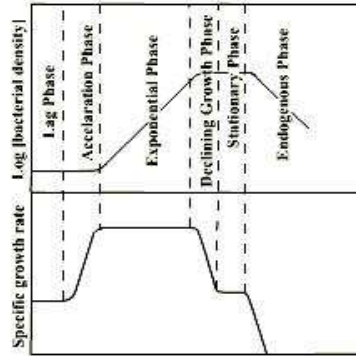 Log [bacterial density]
Lag Phase
Accelaration Phase
Exponential Phase
Declining Growth Phase
Stationary Phase
Endogenous Phase
Specific growth rate